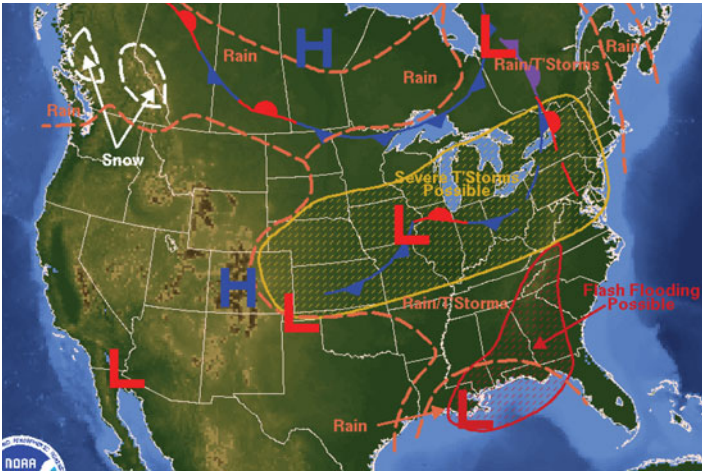 L
H
Rain
Rain
Rain/T'Storms
Rain
Rain
Snow
Severe T'Storms
Possible
L
H
L
Rain/T'Storms
Flash Flooding
Possible
L
L
Rain
NOAA